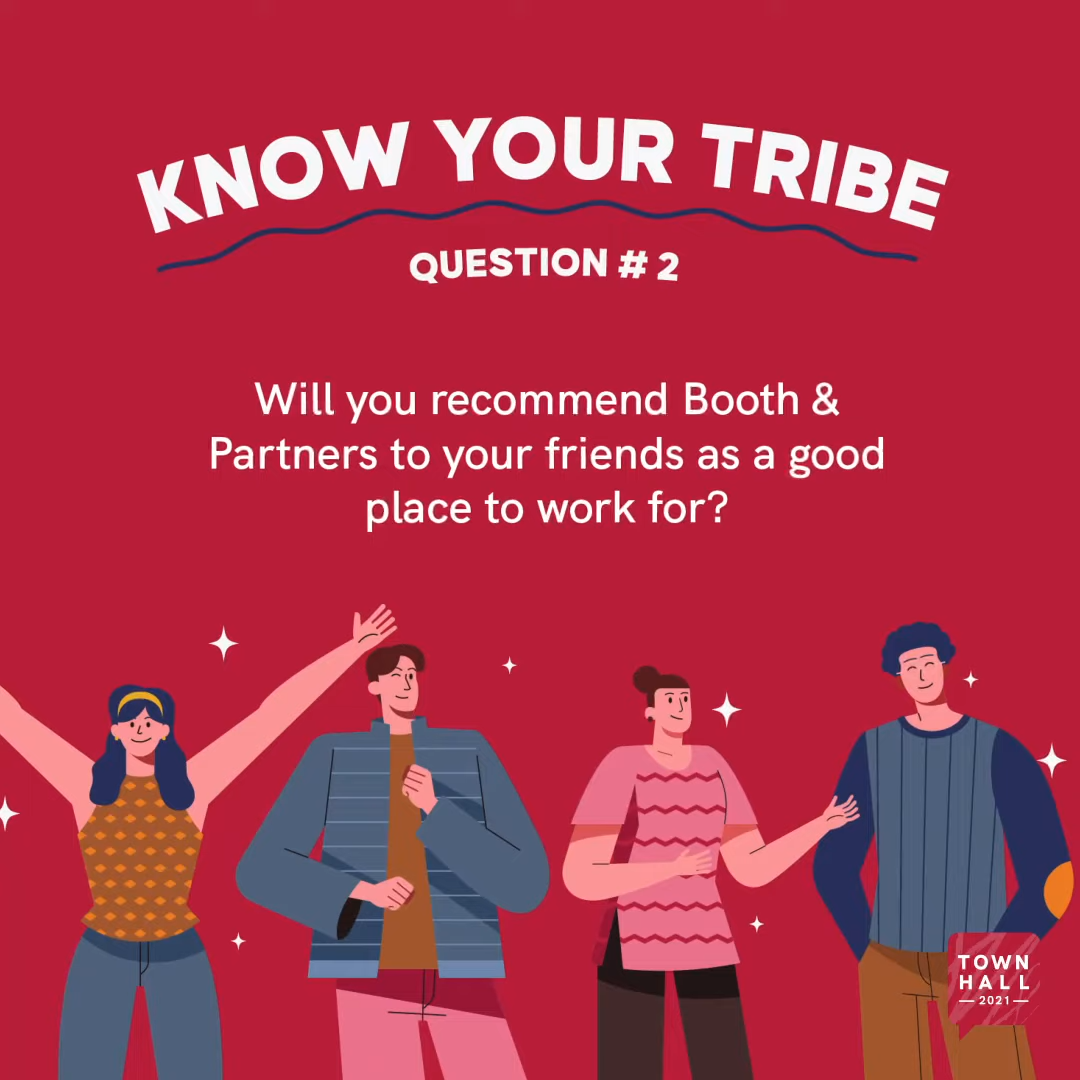 KNOW YOUR TRIBE
QUESTION # 2
Will you recommend Booth &
Partners to your friends as a good
place to work for?
TOWN
HALL
2021